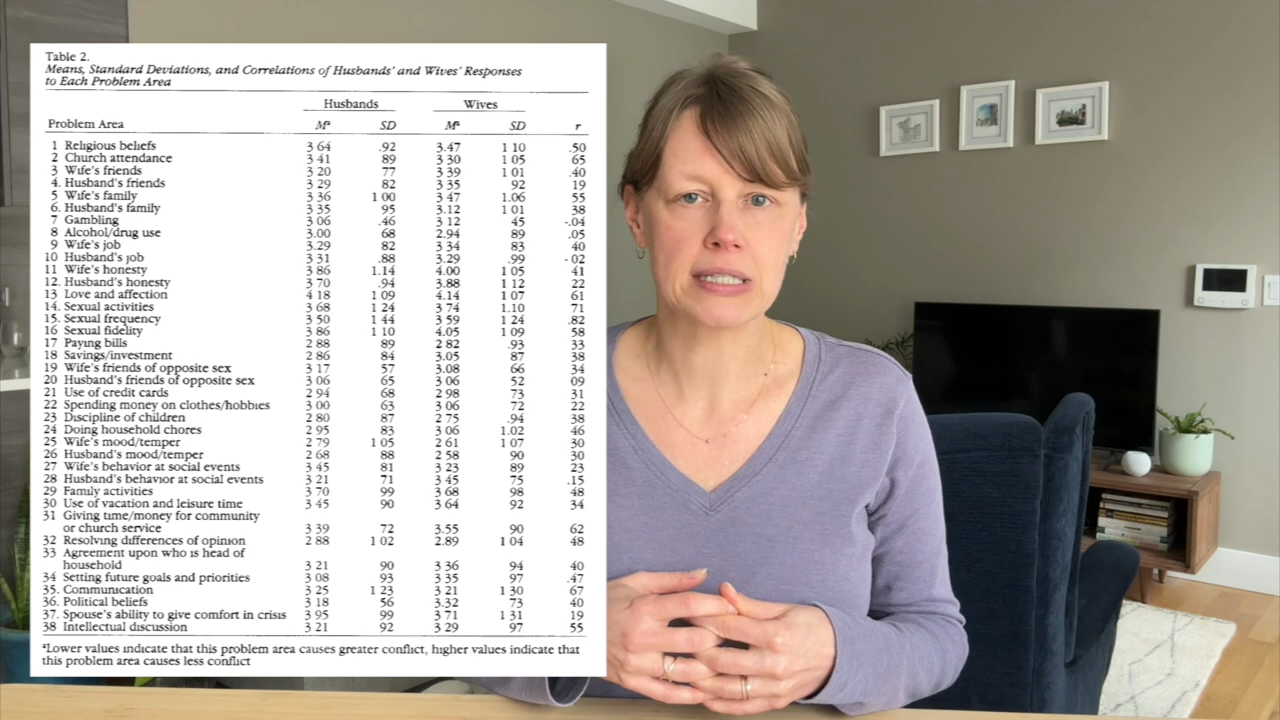 Table 2.
Means, Standard Deviations, and Correlations of Husbands' and Wives' Responses
to Each Problem Area
Husbands Wives
Problem Area Mᵃ SD Mᵃ SD r
1 Religious beliefs 3 64 .92 3.47 1 10 .50
2 Church attendance 3 41 89 3 30 1 05 65
3 Wife's friends 3 20 77 3 39 1 01 .40
4. Husband's friends 3 29 82 3 35 92 19
5 Wife's family 3 36 1 00 3 47 1.06 55
6. Husband's family 3 35 95 3.12 1 01 38
7 Gambling 3 06 .46 3 12 45 -.04
8 Alcohol/drug use 3.00 68 2.94 89 .05
9 Wife's job 3.29 82 3 34 83 40
10 Husband's job 3 31 .88 3.29 .99 - 02
11 Wife's honesty 3 86 1.14 4.00 1 05 41
12. Husband's honesty 3 70 .94 3.88 1 12 22
13 Love and affection 4 18 1 09 4.14 1 07 61
14. Sexual activities 3 68 1 24 3 74 1.10 71
15. Sexual frequency 3 50 1 44 3 59 1 24 .82
16 Sexual fidelity 3 86 1 10 4.05 1 09 58
17 Paying bills 2 88 89 2 82 .93 33
18 Savings/investment 2 86 84 3.05 87 38
19 Wife's friends of opposite sex 3 17 57 3.08 66 34
20 Husband's friends of opposite sex 3 06 65 3 06 52 09
21 Use of credit cards 2 94 68 2 98 73 31
22 Spending money on clothes/hobbies 3 00 63 3 06 72 22
23 Discipline of children 2 80 87 2 75 .94 38
24 Doing household chores 2 95 83 3 06 1.02 46
25 Wife's mood/temper 2 79 1 05 2 61 1 07 30
26 Husband's mood/temper 2 68 88 2 58 90 30
27 Wife's behavior at social events 3 45 81 3 23 89 23
28 Husband's behavior at social events 3 21 71 3 45 75 .15
29 Family activities 3 70 99 3 68 98 48
30 Use of vacation and leisure time 3 45 90 3 64 92 34
31 Giving time/money for community
or church service 3 39 72 3.55 90 62
32 Resolving differences of opinion 2 88 1 02 2.89 1 04 48
33 Agreement upon who is head of
household 3 21 90 3 36 94 40
34 Setting future goals and priorities 3 08 93 3 35 97 .47
35. Communication 3 25 1 23 3 21 1 30 67
36. Political beliefs 3 18 56 3.32 73 40
37. Spouse's ability to give comfort in crisis 3 95 99 3 71 1 31 19
38 Intellectual discussion 3 21 92 3 29 97 55
ᵃLower values indicate that this problem area causes greater conflict, higher values indicate that
this problem area causes less conflict